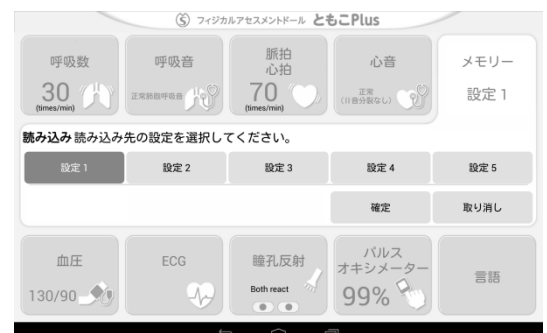 フィジカルアセスメントドール ともこPlus
呼吸数
30
(times/min)
呼吸音
正常肺胞呼吸音
脈拍
心拍
70
(times/min)
心音
正常
(II音分裂なし)
メモリー
設定 1
読み込み 読み込み先の設定を選択してください。
設定 1 設定 2 設定 3 設定 4 設定 5
確定 取り消し
血圧
130/90
ECG
瞳孔反射
Both react
パルス
オキシメーター
99%
言語